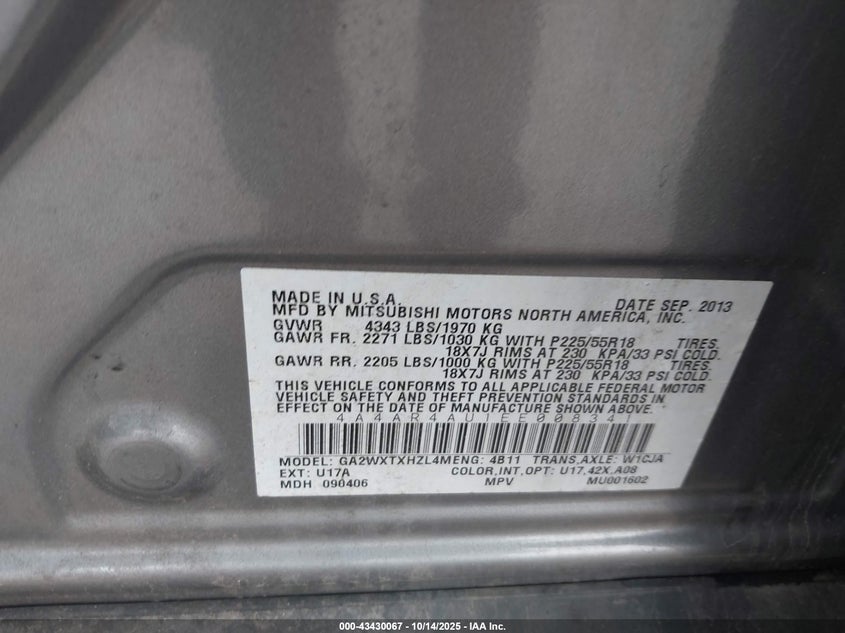 MADE IN U.S.A. DATE SEP. 2013
MFD BY MITSUBISHI MOTORS NORTH AMERICA, INC.
GVWR 4343 LBS/1970 KG
GAWR FR. 2271 LBS/1030 KG WITH P225/55R18 TIRES.
18X7J RIMS AT 230 KPA/33 PSI COLD.
GAWR RR. 2205 LBS/1000 KG WITH P225/55R18 TIRES.
18X7J RIMS AT 230 KPA/33 PSI COLD.
THIS VEHICLE CONFORMS TO ALL APPLICABLE FEDERAL MOTOR
VEHICLE SAFETY AND THEFT PREVENTION STANDARDS IN
EFFECT ON THE DATE OF MANUFACTURE SHOWN ABOVE.
4A4AR4AU1EE008341
MODEL: GA2WXTXHZL4MENG: 4B11 TRANS,AXLE: W1CJA
EXT: U17A COLOR,INT,OPT: U17,42X,A08
MDH 090406 MPV MU001602
000-43430067 - 10/14/2025 - IAA Inc.